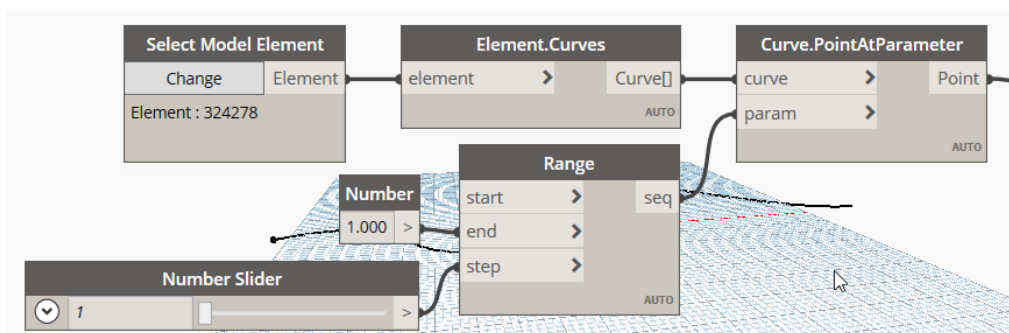 Select Model Element
Change
Element
Element : 324278
Element.Curves
element
>
Curve[]
AUTO
Curve.PointAtParameter
curve
>
Point
param
>
AUTO
Range
start
>
seq
end
>
step
>
AUTO
Number
1.000
>
Number Slider
1
>